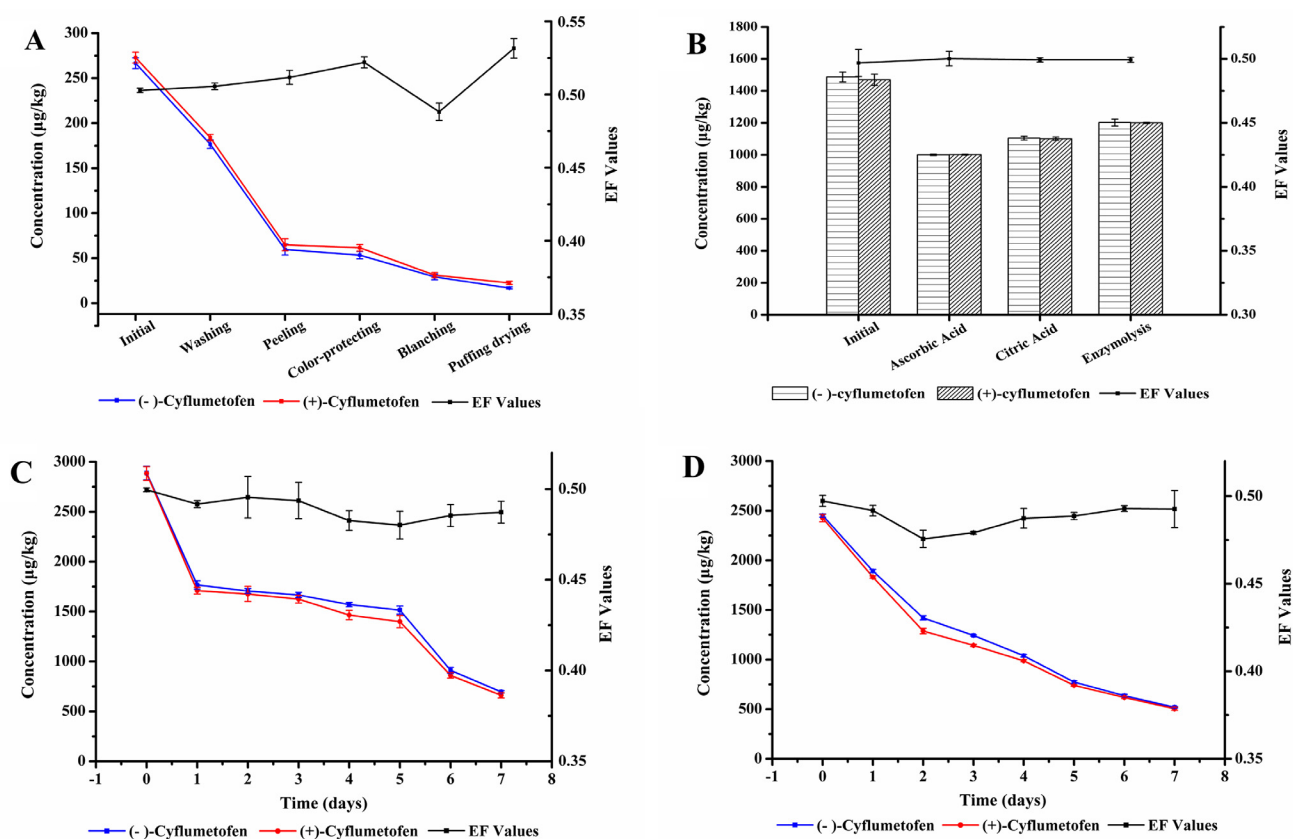 A
Concentration (µg/kg)
300
250
200
150
100
50
0
0.55
0.50
0.45
0.40
0.35
EF Values
Initial
Washing
Peeling
Color-protecting
Blanching
Puffing drying
(- )-Cyflumetofen (+)-Cyflumetofen EF Values
B
Concentration (µg/kg)
1800
1600
1400
1200
1000
800
600
400
200
0
0.50
0.45
0.40
0.35
0.30
EF Values
Initial
Ascorbic Acid
Citric Acid
Enzymolysis
(- )-cyflumetofen (+)-cyflumetofen EF Values
C
Concentration (µg/kg)
3000
2500
2000
1500
1000
500
0
0.50
0.45
0.40
0.35
EF Values
-1 0 1 2 3 4 5 6 7 8
Time (days)
(- )-Cyflumetofen (+)-Cyflumetofen EF Values
D
Concentration (µg/kg)
3000
2500
2000
1500
1000
500
0
0.50
0.45
0.40
0.35
EF Values
-1 0 1 2 3 4 5 6 7 8
Time (days)
(- )-Cyflumetofen (+)-Cyflumetofen EF Values